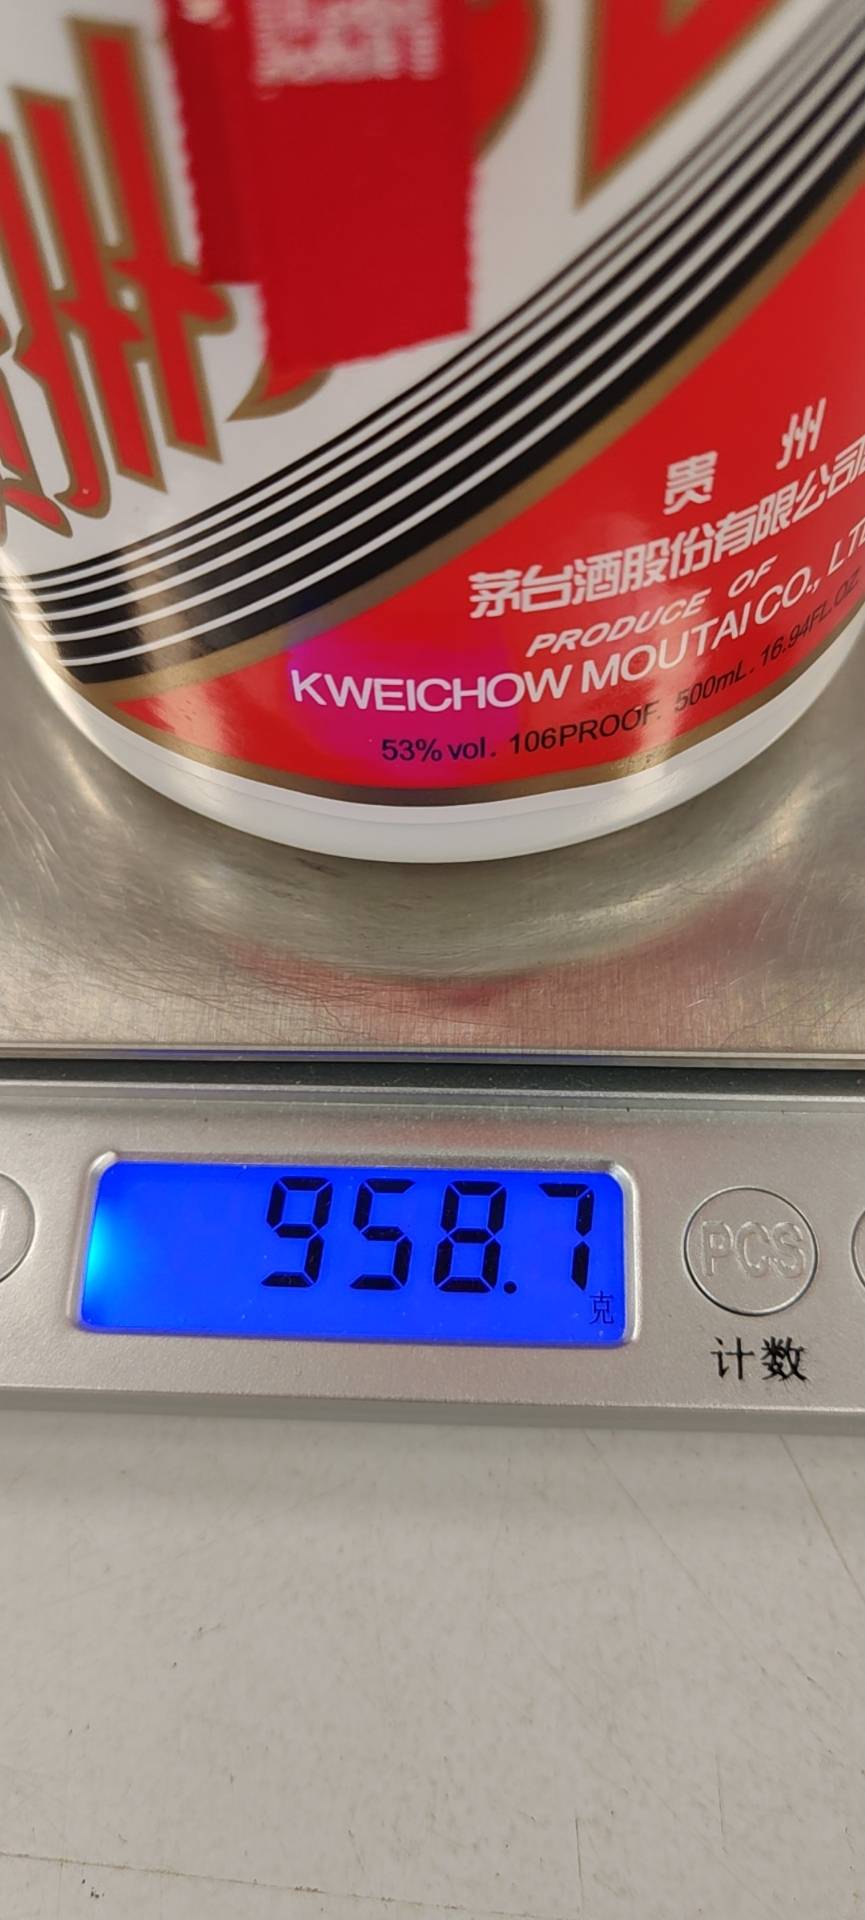 贵州
茅台酒股份有限公司
PRODUCE OF
KWEICHOW MOUTAI CO., LTD
53% vol. 106PROOF. 500mL. 16.94FL.OZ
958.7
克
PCS
计数